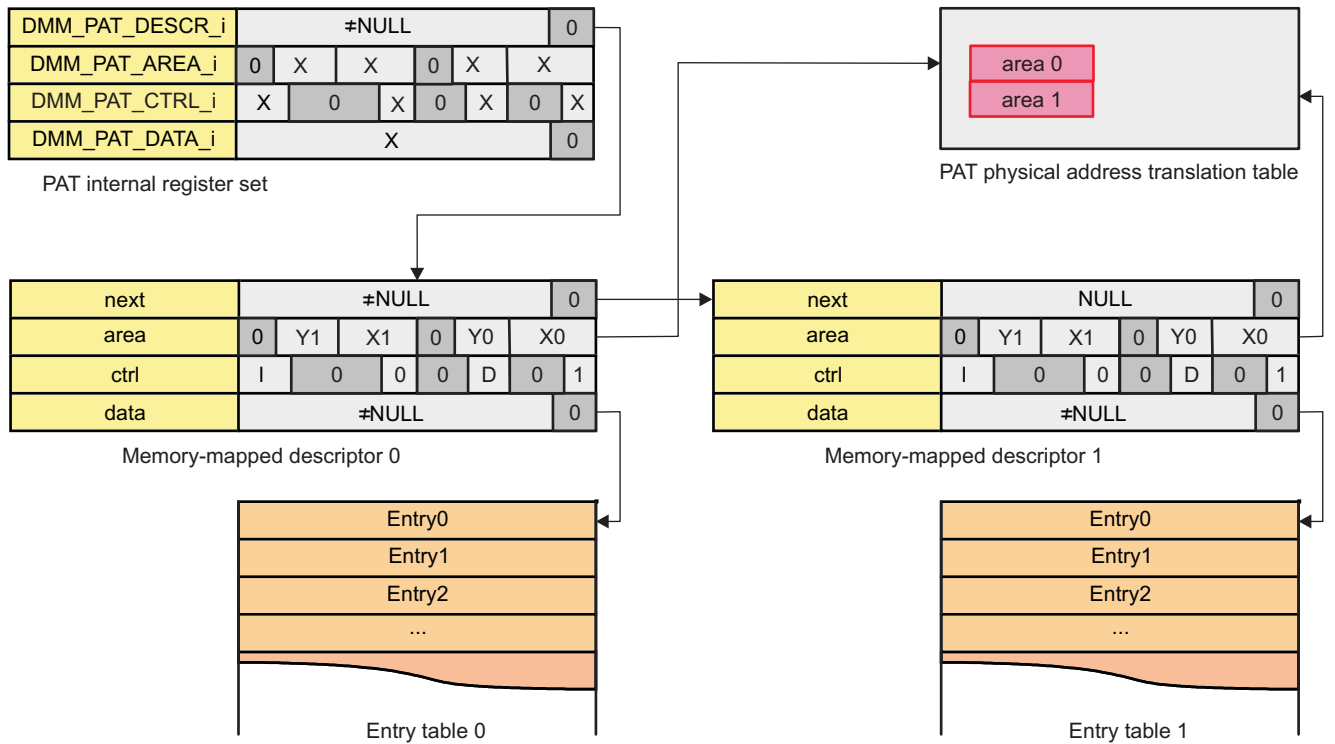 DMM_PAT_DESCR_i ≠NULL 0
DMM_PAT_AREA_i 0 X X 0 X X
DMM_PAT_CTRL_i X 0 X 0 X 0 X
DMM_PAT_DATA_i X 0
PAT internal register set
area 0
area 1
PAT physical address translation table
next ≠NULL 0
area 0 Y1 X1 0 Y0 X0
ctrl I 0 0 0 D 0 1
data ≠NULL 0
Memory-mapped descriptor 0
next NULL 0
area 0 Y1 X1 0 Y0 X0
ctrl I 0 0 0 D 0 1
data ≠NULL 0
Memory-mapped descriptor 1
Entry0
Entry1
Entry2
...
Entry table 0
Entry0
Entry1
Entry2
...
Entry table 1